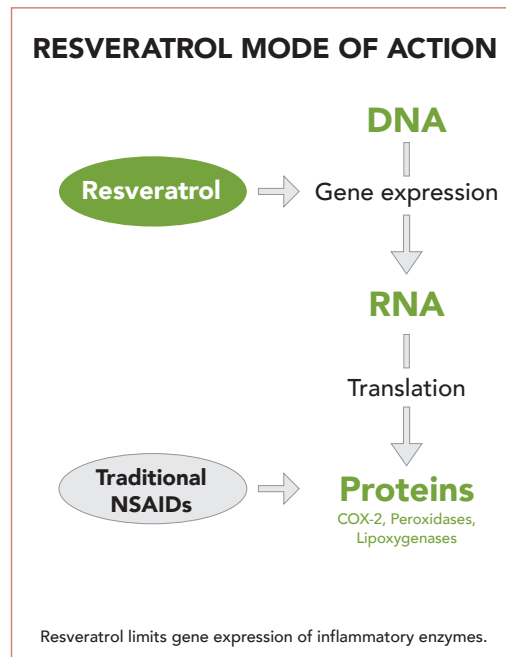 RESVERATROL MODE OF ACTION
DNA
Resveratrol
Gene expression
RNA
Translation
Traditional
NSAIDs
Proteins
COX-2, Peroxidases,
Lipoxygenases
Resveratrol limits gene expression of inflammatory enzymes.